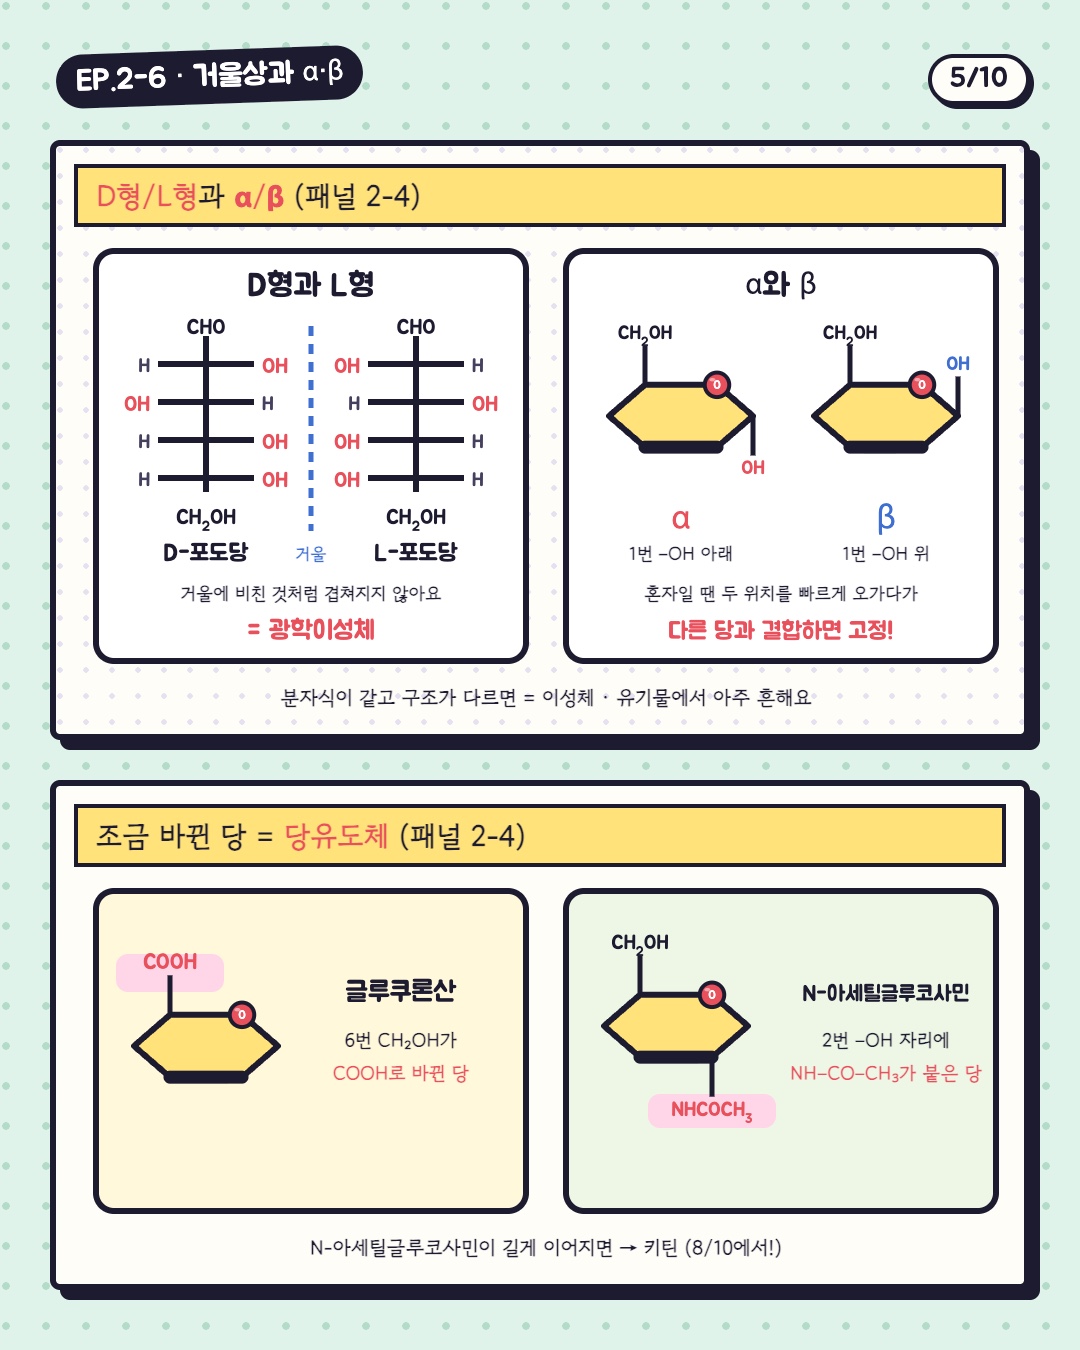 EP.2-6 · 거울상과 α·β
5/10
D형/L형과 α/β (패널 2-4)
D형과 L형
CHO CHO
H OH OH H
OH H H OH
H OH OH H
H OH OH H
CH₂OH CH₂OH
D-포도당 거울 L-포도당
거울에 비친 것처럼 겹쳐지지 않아요
= 광학이성체
α와 β
CH₂OH CH₂OH
OH
O O
OH
α β
1번 –OH 아래 1번 –OH 위
혼자일 땐 두 위치를 빠르게 오가다가
다른 당과 결합하면 고정!
분자식이 같고 구조가 다르면 = 이성체 · 유기물에서 아주 흔해요
조금 바뀐 당 = 당유도체 (패널 2-4)
COOH
O
글루쿠론산
6번 CH₂OH가
COOH로 바뀐 당
CH₂OH
O
NHCOCH₃
N-아세틸글루코사민
2번 –OH 자리에
NH–CO–CH₃가 붙은 당
N-아세틸글루코사민이 길게 이어지면 → 키틴 (8/10에서!)